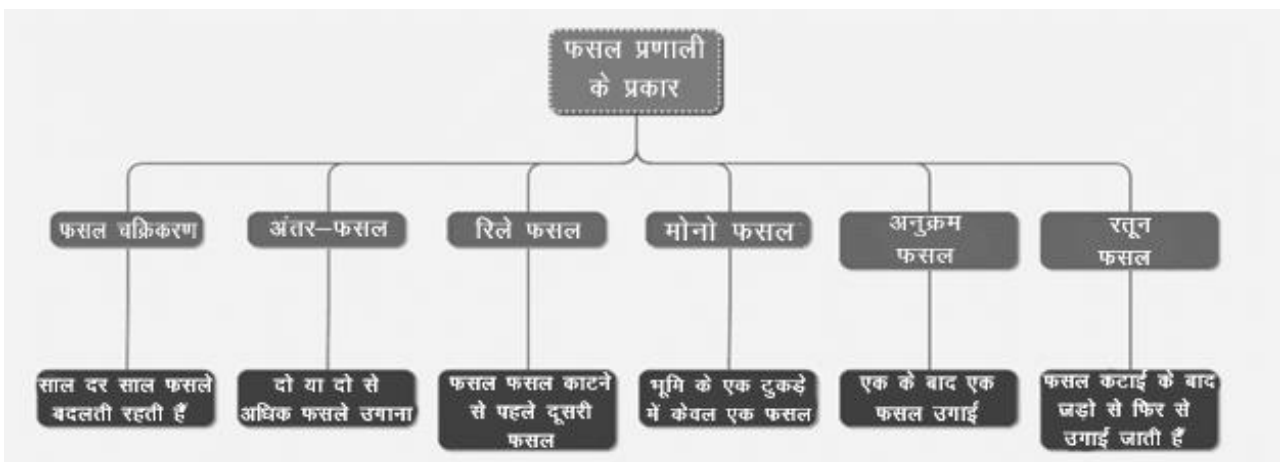 फसल प्रणाली
के प्रकार
फसल चक्रिकरण
अंतर–फसल
रिले फसल
मोनो फसल
अनुक्रम
फसल
रतून
फसल
साल दर साल फसले
बदलती रहती हैं
दो या दो से
अधिक फसले उगाना
फसल फसल काटने
से पहले दूसरी
फसल
भूमि के एक टुकड़े
में केवल एक फसल
एक के बाद एक
फसल उगाई
फसल कटाई के बाद
जड़ो से फिर से
उगाई जाती हैं